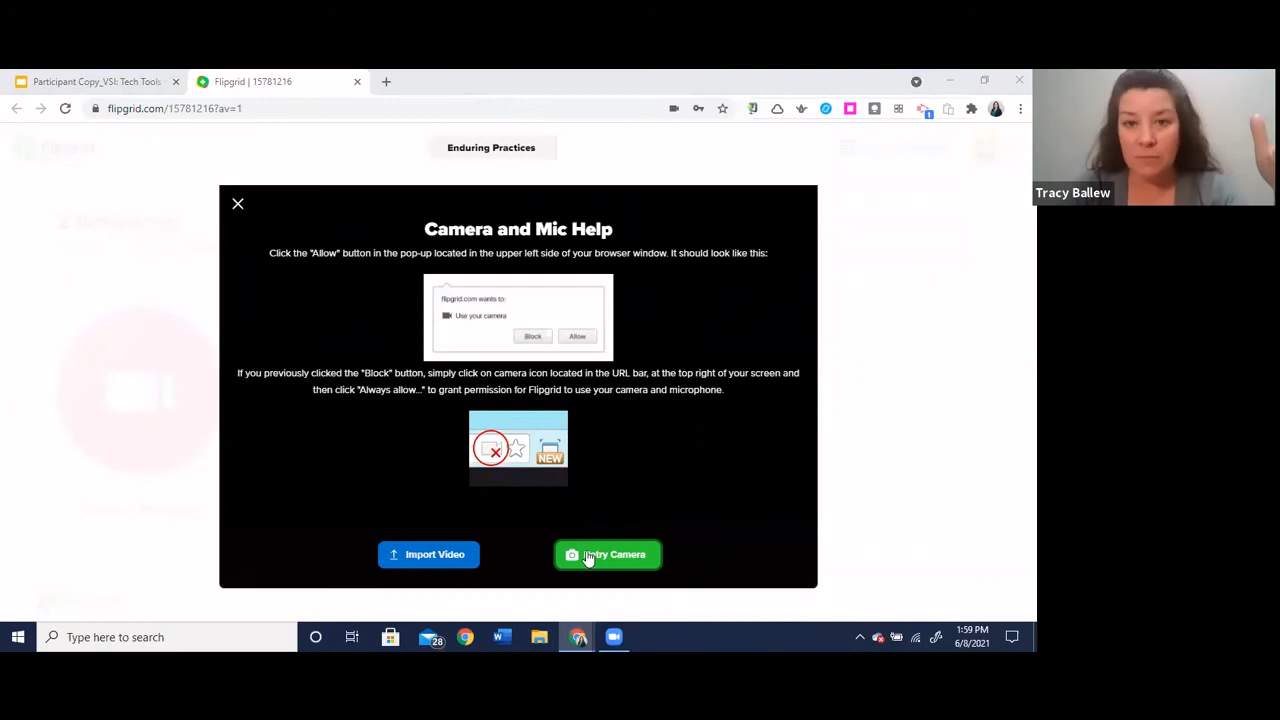 Participant Copy_VSI: Tech Tools
Flipgrid | 15781216
flipgrid.com/15781216?av=1
1
Flipgrid
Enduring Practices
Tracy Ballew
Camera and Mic Help
Click the "Allow" button in the pop-up located in the upper left side of your browser window. It should look like this:
flipgrid.com wants to:
Use your camera
Block Allow
If you previously clicked the "Block" button, simply click on camera icon located in the URL bar, at the top right of your screen and
then click "Always allow..." to grant permission for Flipgrid to use your camera and microphone.
NEW
Import Video
Retry Camera
Type here to search
28
1:59 PM
6/8/2021